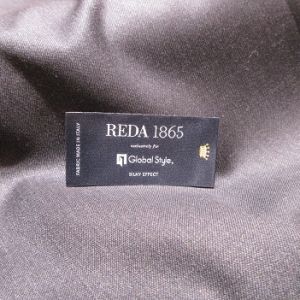 REDA 1865
exclusively for
Global Style.
SILKY EFFECT
FABRIC MADE IN ITALY